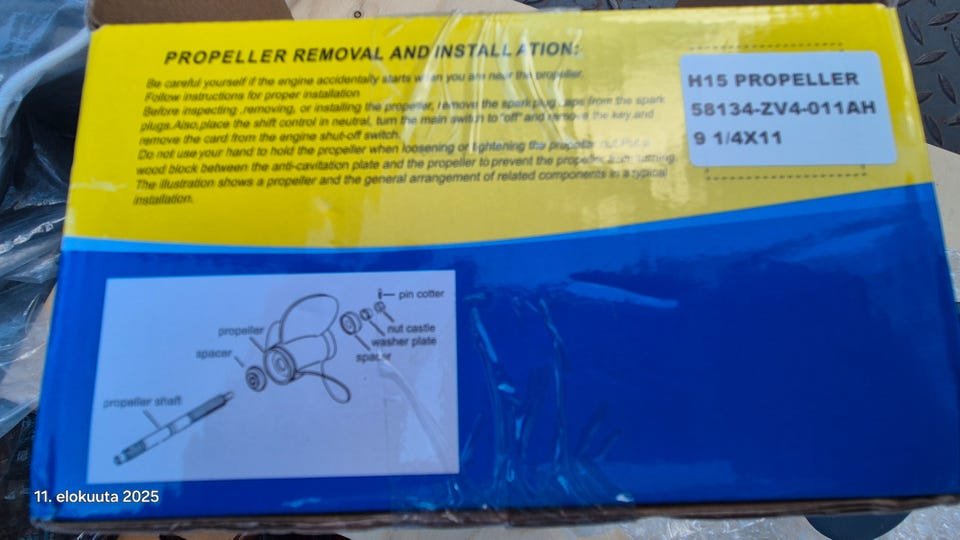 PROPELLER REMOVAL AND INSTALLATION:
Be careful yourself if the engine accidentally starts when you are near the propeller.
Follow instructions for proper installation
Before inspecting ,removing, or installing the propeller, remove the spark plug caps from the spark
plugs.Also,place the shift control in neutral, turn the main switch to "off" and remove the key,and
remove the card from the engine shut-off switch.
Do not use your hand to hold the propeller when loosening or tightening the propeller nut.Put a
wood block between the anti-cavitation plate and the propeller to prevent the propeller from turning.
The illustration shows a propeller and the general arrangement of related components in a typical
installation.
H15 PROPELLER
58134-ZV4-011AH
9 1/4X11
pin cotter
nut castle
washer plate
spacer
propeller
spacer
propeller shaft
11. elokuuta 2025